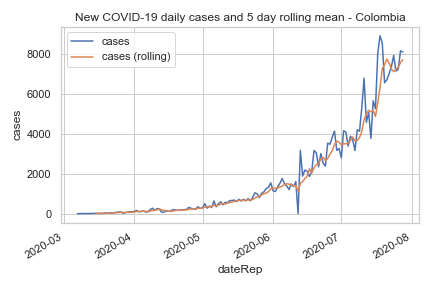 New COVID-19 daily cases and 5 day rolling mean - Colombia
cases
cases (rolling)
8000
6000
4000
2000
0
cases
2020-03
2020-04
2020-05
2020-06
2020-07
2020-08
dateRep